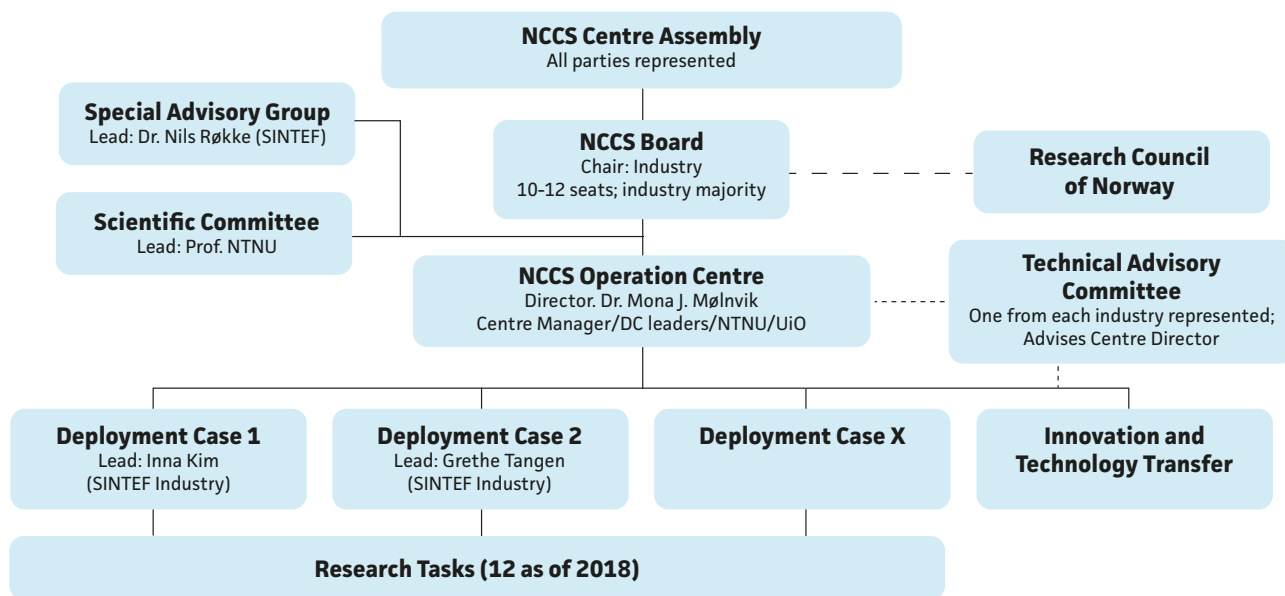 NCCS Centre Assembly
All parties represented
Special Advisory Group
Lead: Dr. Nils Røkke (SINTEF)
NCCS Board
Chair: Industry
10-12 seats; industry majority
Research Council
of Norway
Scientific Committee
Lead: Prof. NTNU
NCCS Operation Centre
Director. Dr. Mona J. Mølnvik
Centre Manager/DC leaders/NTNU/UiO
Technical Advisory
Committee
One from each industry represented;
Advises Centre Director
Deployment Case 1
Lead: Inna Kim
(SINTEF Industry)
Deployment Case 2
Lead: Grethe Tangen
(SINTEF Industry)
Deployment Case X
Innovation and
Technology Transfer
Research Tasks (12 as of 2018)